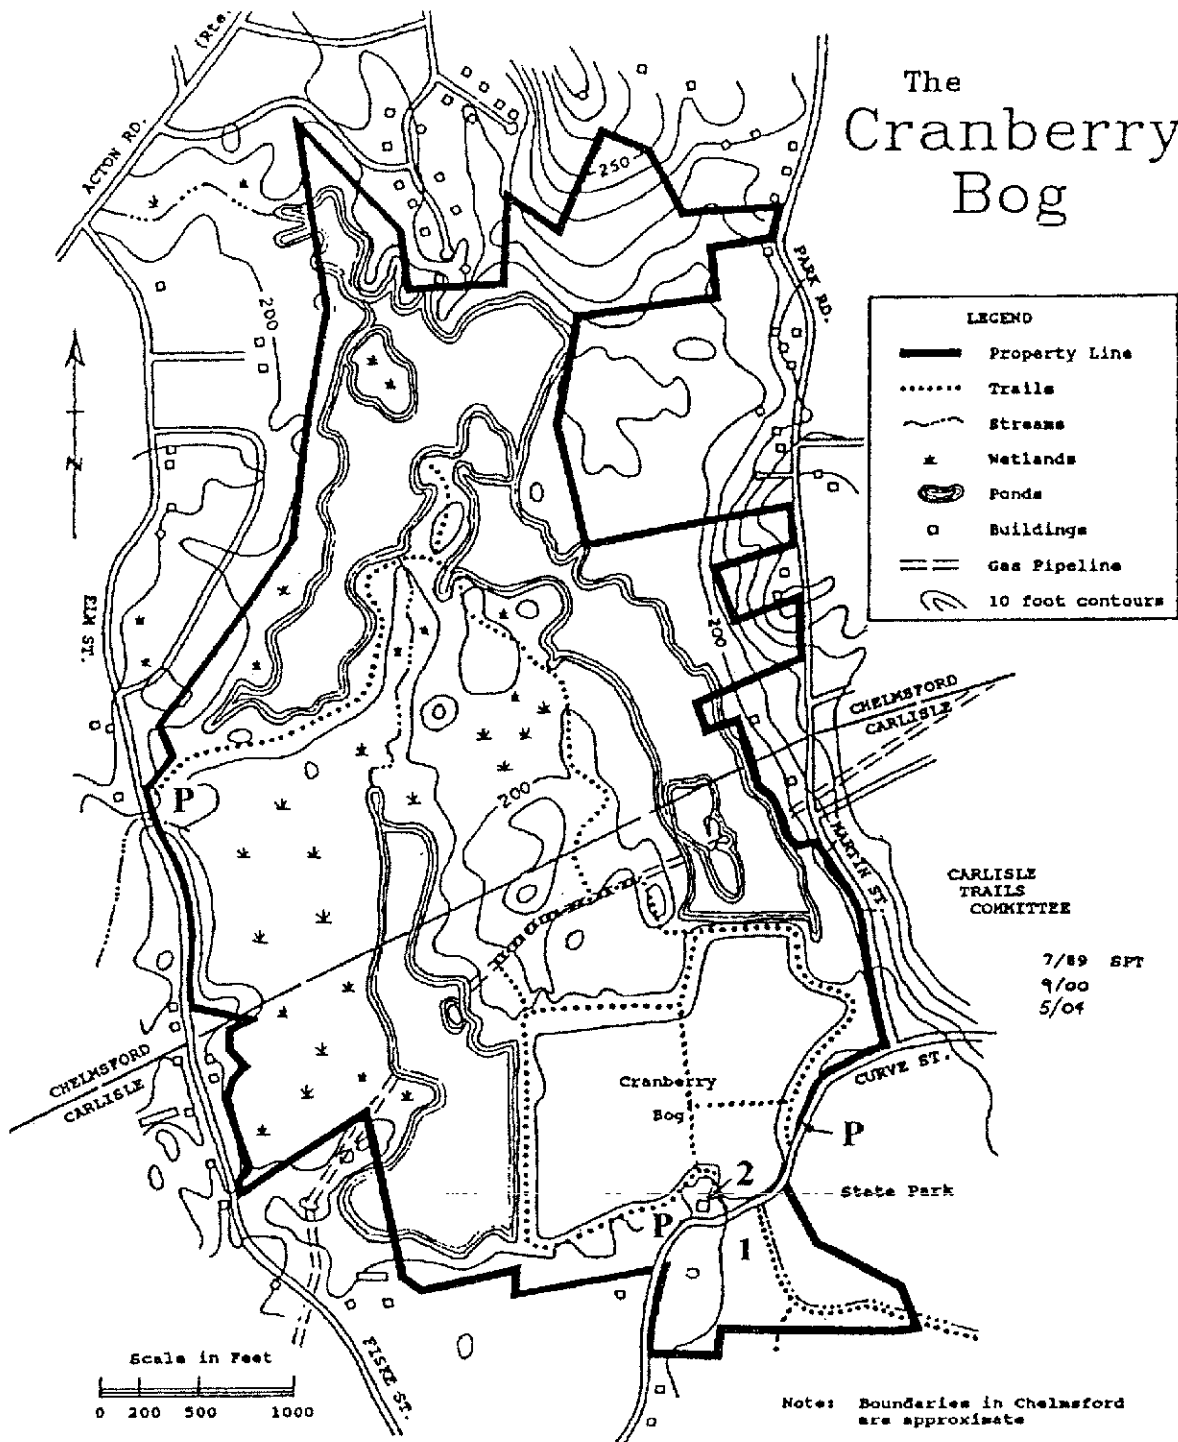 The
Cranberry
Bog
(Rte.
ACTON RD.
250
PARK RD.
200
LEGEND
Property Line
Trails
Streams
Wetlands
Ponds
Buildings
Gas Pipeline
10 foot contours
N
ELM ST.
200
CHELMSFORD
CARLISLE
P
200
MARTIN ST.
CARLISLE
TRAILS
COMMITTEE
7/89 SPT
9/00
5/04
CHELMSFORD
CARLISLE
CURVE ST.
Cranberry
Bog
P
2
State Park
P
1
FISKE ST.
Scale in Feet
0 200 500 1000
Note: Boundaries in Chelmsford
are approximate